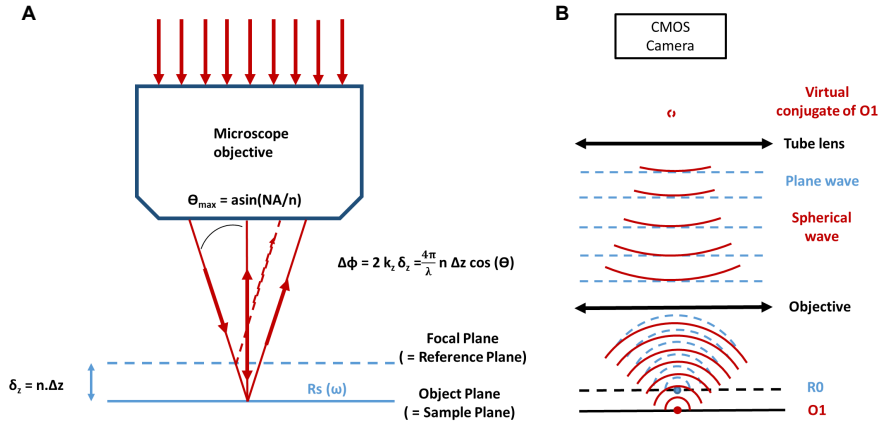 A
Microscope
objective
ϴmax = asin(NA/n)
Δϕ = 2 kz δz = 4π/λ n Δz cos (ϴ)
Focal Plane
( = Reference Plane)
δz = n.Δz
Rs (ω)
Object Plane
( = Sample Plane)
B
CMOS
Camera
Virtual
conjugate of O1
Tube lens
Plane wave
Spherical
wave
Objective
R0
O1